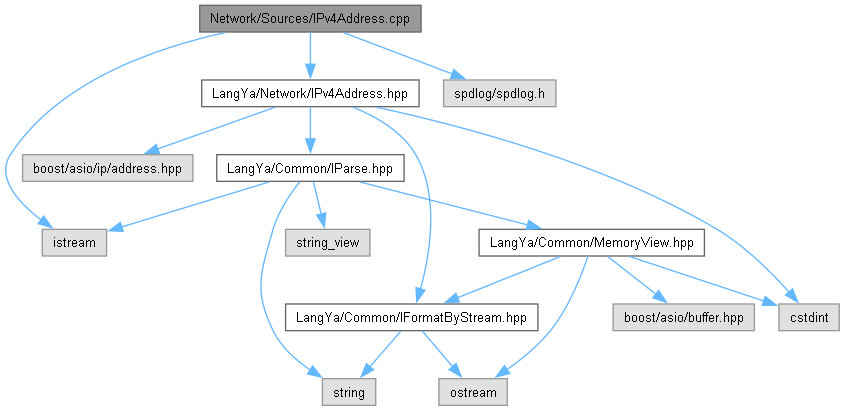 Network/Sources/IPv4Address.cpp
LangYa/Network/IPv4Address.hpp
spdlog/spdlog.h
boost/asio/ip/address.hpp
LangYa/Common/IParse.hpp
istream
string_view
LangYa/Common/MemoryView.hpp
LangYa/Common/IFormatByStream.hpp
boost/asio/buffer.hpp
cstdint
string
ostream